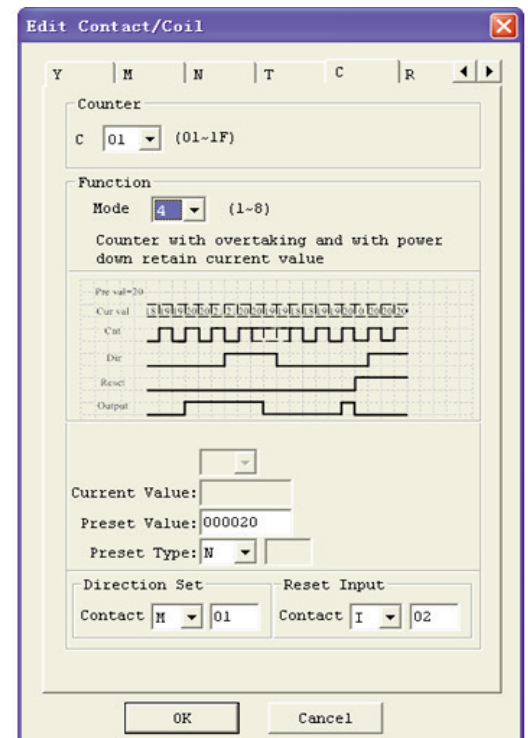 Edit Contact/Coil
Y M N T C R
Counter
C 01 (01~1F)
Function
Mode 4 (1~8)
Counter with overtaking and with power
down retain current value
Pre val=20
Cur val
Cnt
Dir
Reset
Output
Current Value:
Preset Value: 000020
Preset Type: N
Direction Set Reset Input
Contact M 01 Contact I 02
OK Cancel